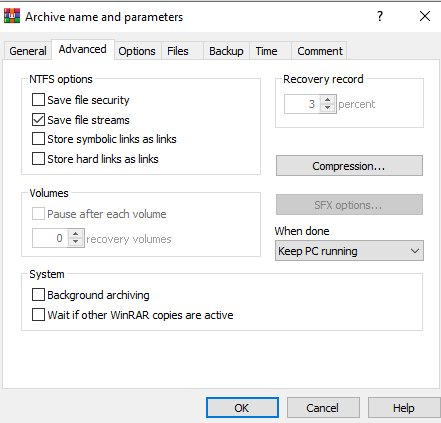 Archive name and parameters
General
Advanced
Options
Files
Backup
Time
Comment
NTFS options
Save file security
Save file streams
Store symbolic links as links
Store hard links as links
Recovery record
3 percent
Compression...
SFX options...
Volumes
Pause after each volume
0 recovery volumes
When done
Keep PC running
System
Background archiving
Wait if other WinRAR copies are active
OK
Cancel
Help